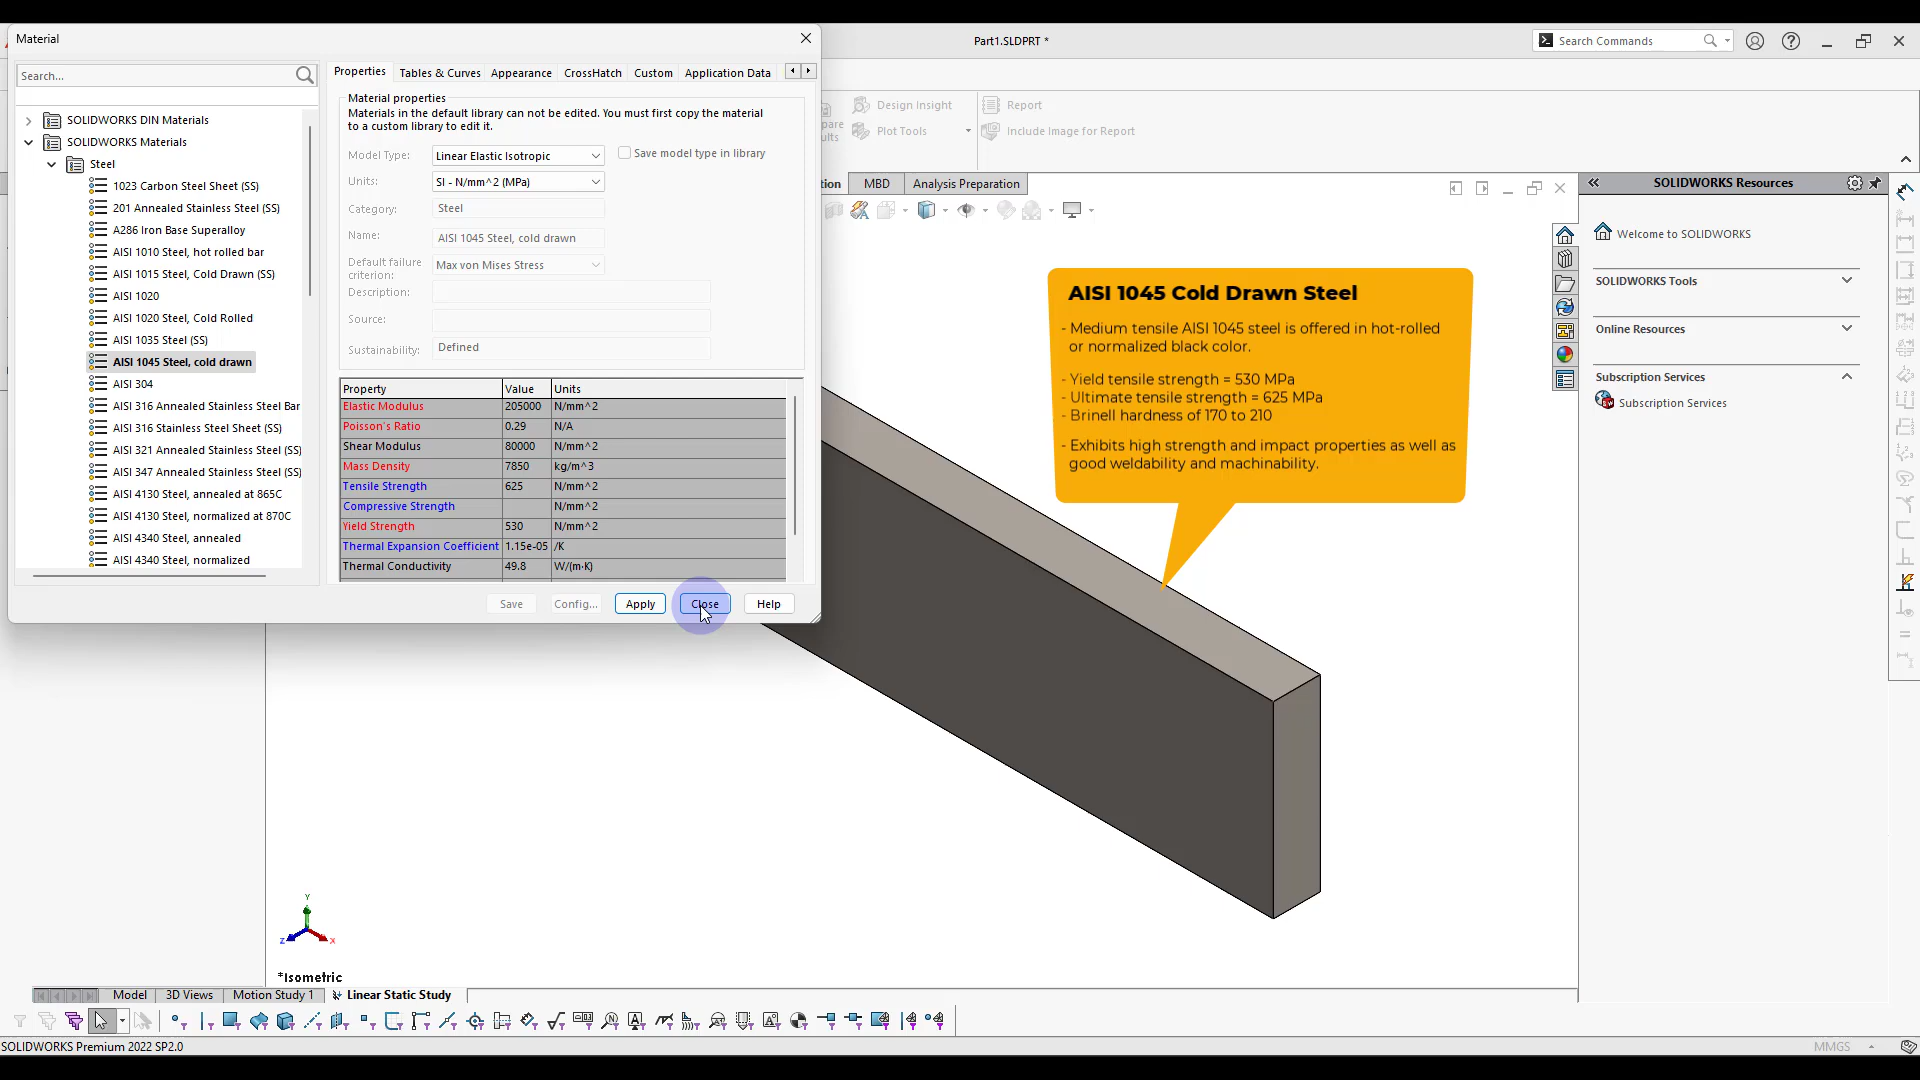 Material
Part1.SLDPRT *
Search Commands
Search...
Properties
Tables & Curves
Appearance
CrossHatch
Custom
Application Data
Material properties
Materials in the default library can not be edited. You must first copy the material
to a custom library to edit it.
Model Type:
Linear Elastic Isotropic
Save model type in library
Units:
SI - N/mm^2 (MPa)
Category:
Steel
Name:
AISI 1045 Steel, cold drawn
Default failure
criterion:
Max von Mises Stress
Description:
Source:
Sustainability:
Defined
SOLIDWORKS DIN Materials
SOLIDWORKS Materials
Steel
1023 Carbon Steel Sheet (SS)
201 Annealed Stainless Steel (SS)
A286 Iron Base Superalloy
AISI 1010 Steel, hot rolled bar
AISI 1015 Steel, Cold Drawn (SS)
AISI 1020
AISI 1020 Steel, Cold Rolled
AISI 1035 Steel (SS)
AISI 1045 Steel, cold drawn
AISI 304
AISI 316 Annealed Stainless Steel Bar
AISI 316 Stainless Steel Sheet (SS)
AISI 321 Annealed Stainless Steel (SS)
AISI 347 Annealed Stainless Steel (SS)
AISI 4130 Steel, annealed at 865C
AISI 4130 Steel, normalized at 870C
AISI 4340 Steel, annealed
AISI 4340 Steel, normalized
Property Value Units
Elastic Modulus 205000 N/mm^2
Poisson's Ratio 0.29 N/A
Shear Modulus 80000 N/mm^2
Mass Density 7850 kg/m^3
Tensile Strength 625 N/mm^2
Compressive Strength N/mm^2
Yield Strength 530 N/mm^2
Thermal Expansion Coefficient 1.15e-05 /K
Thermal Conductivity 49.8 W/(m·K)
Save
Config...
Apply
Close
Help
Design Insight
Plot Tools
Report
Include Image for Report
MBD
Analysis Preparation
AISI 1045 Cold Drawn Steel
- Medium tensile AISI 1045 steel is offered in hot-rolled
or normalized black color.
- Yield tensile strength = 530 MPa
- Ultimate tensile strength = 625 MPa
- Brinell hardness of 170 to 210
- Exhibits high strength and impact properties as well as
good weldability and machinability.
SOLIDWORKS Resources
Welcome to SOLIDWORKS
SOLIDWORKS Tools
Online Resources
Subscription Services
Subscription Services
Y
Z
X
*Isometric
Model
3D Views
Motion Study 1
Linear Static Study
SOLIDWORKS Premium 2022 SP2.0
MMGS